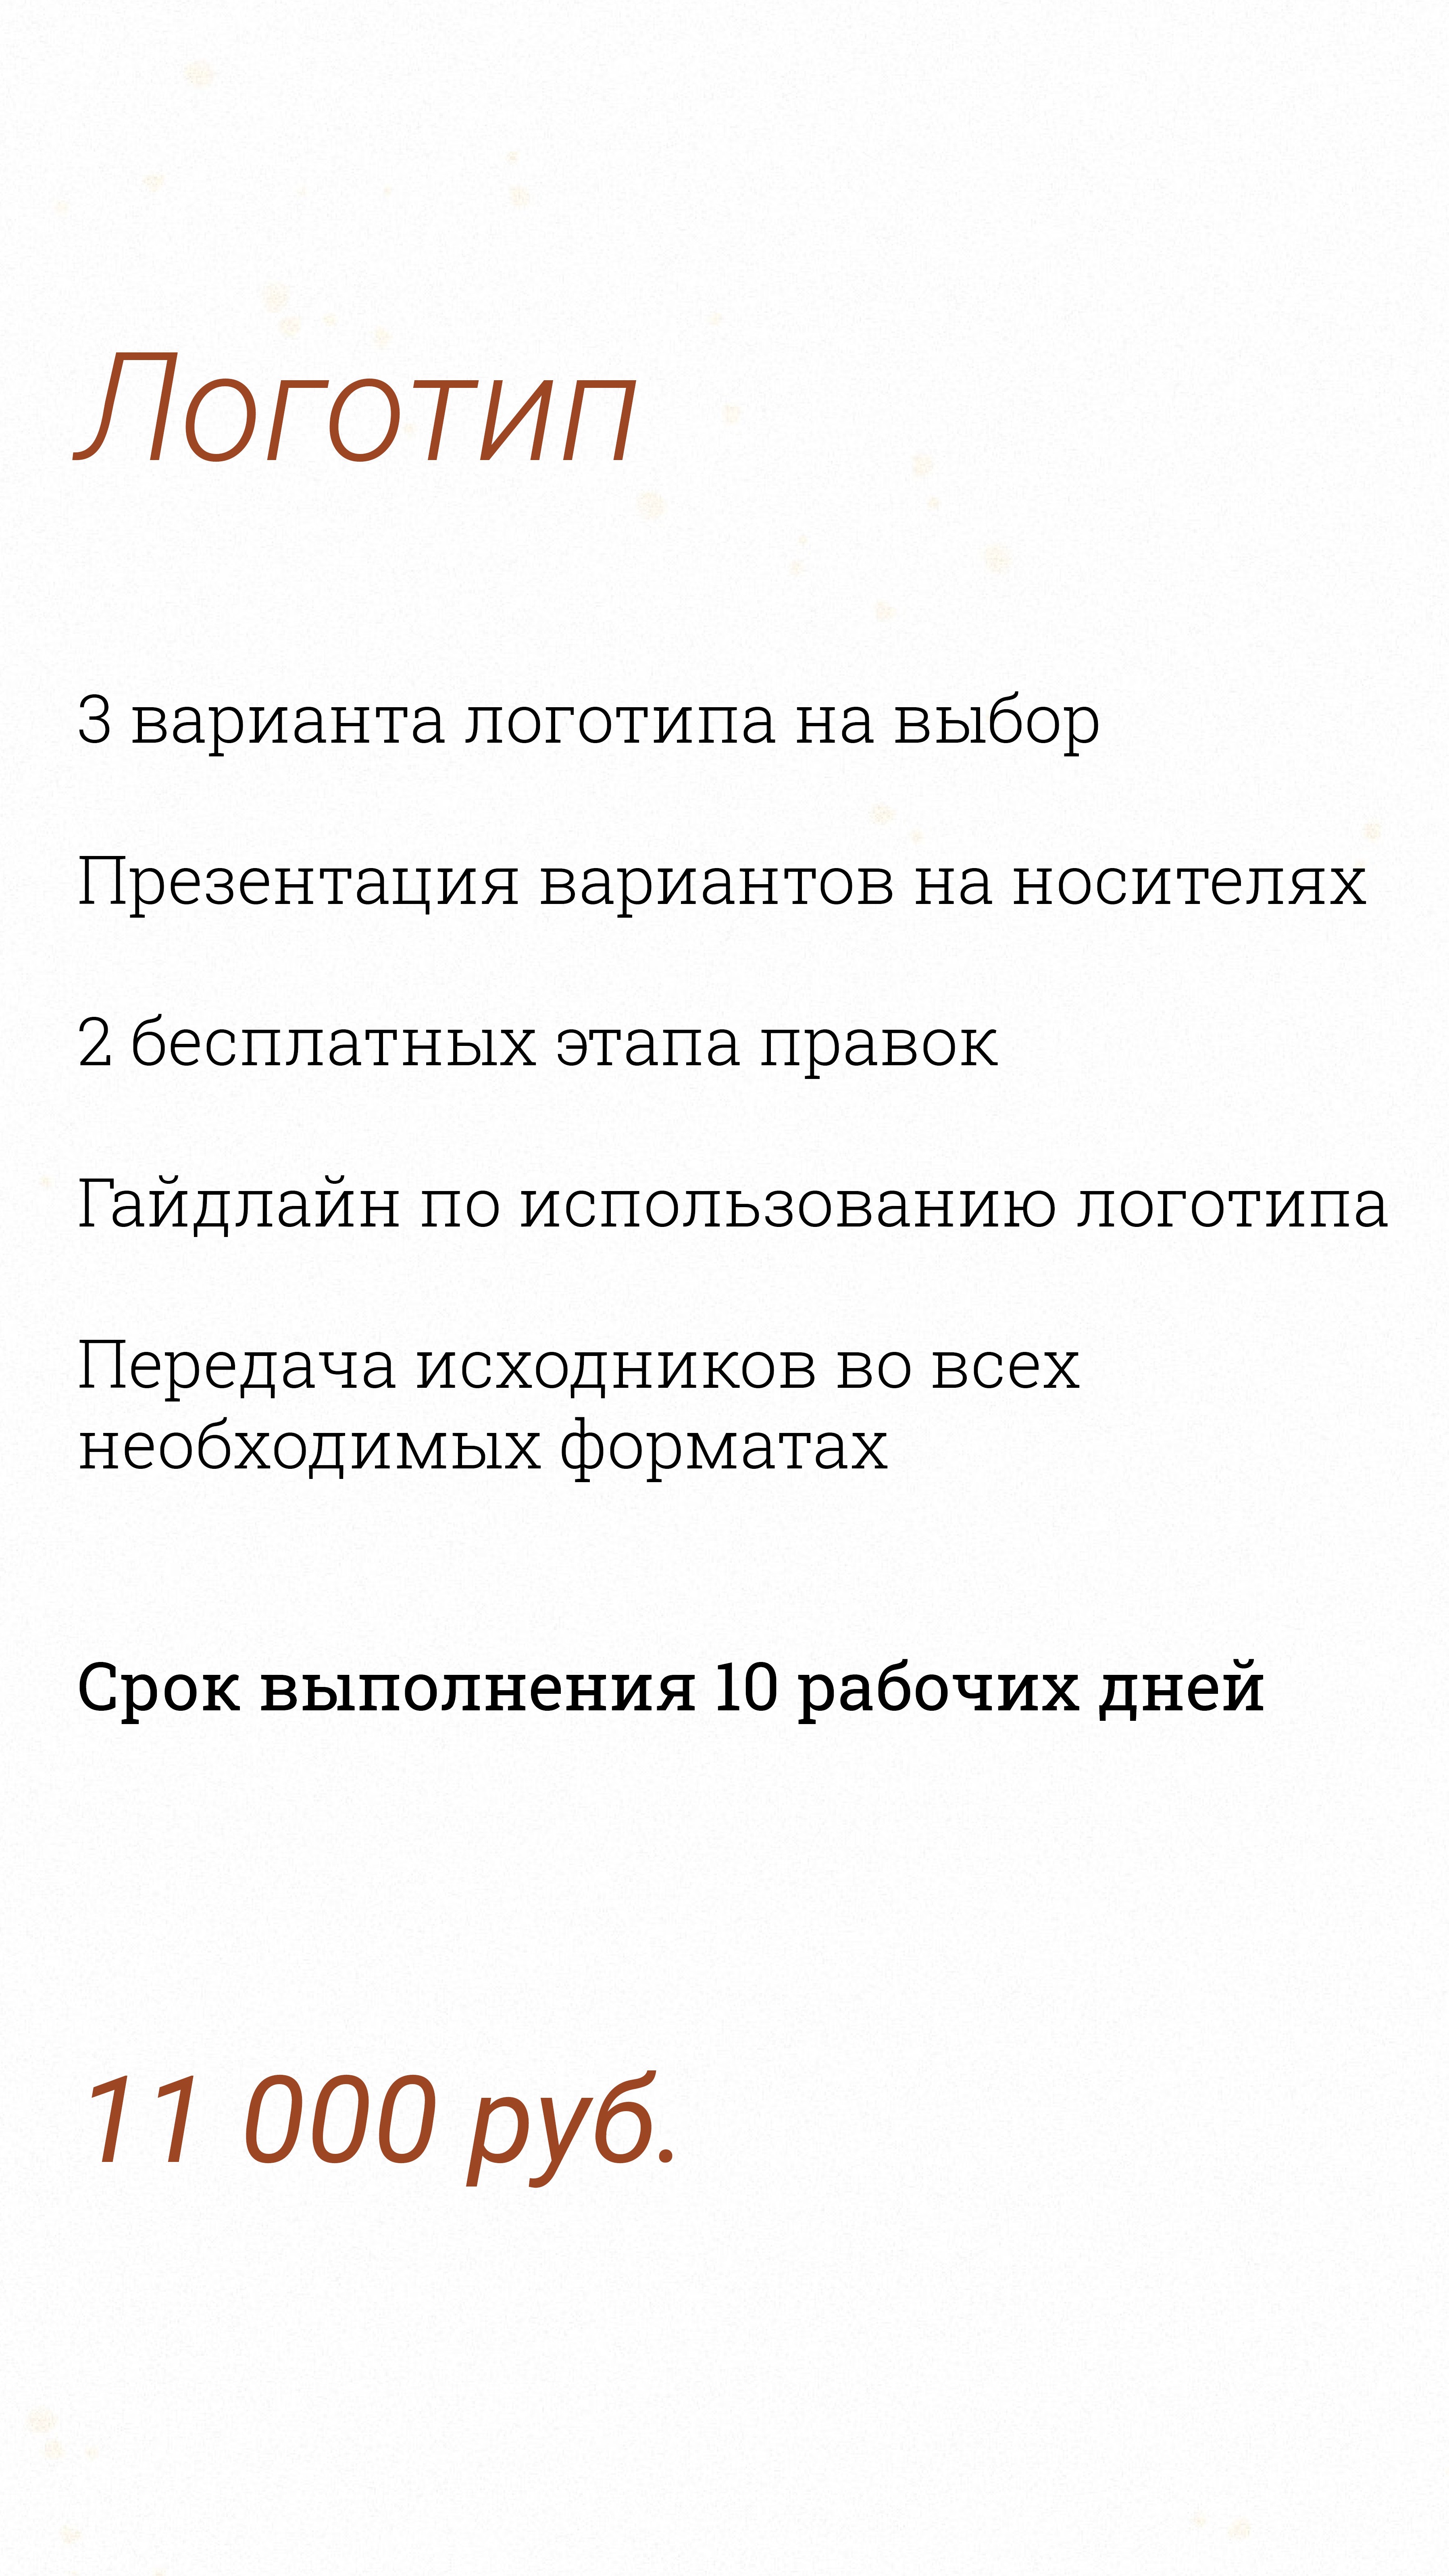 Логотип
3 варианта логотипа на выбор
Презентация вариантов на носителях
2 бесплатных этапа правок
Гайдлайн по использованию логотипа
Передача исходников во всех
необходимых форматах
Срок выполнения 10 рабочих дней
11 000 руб.